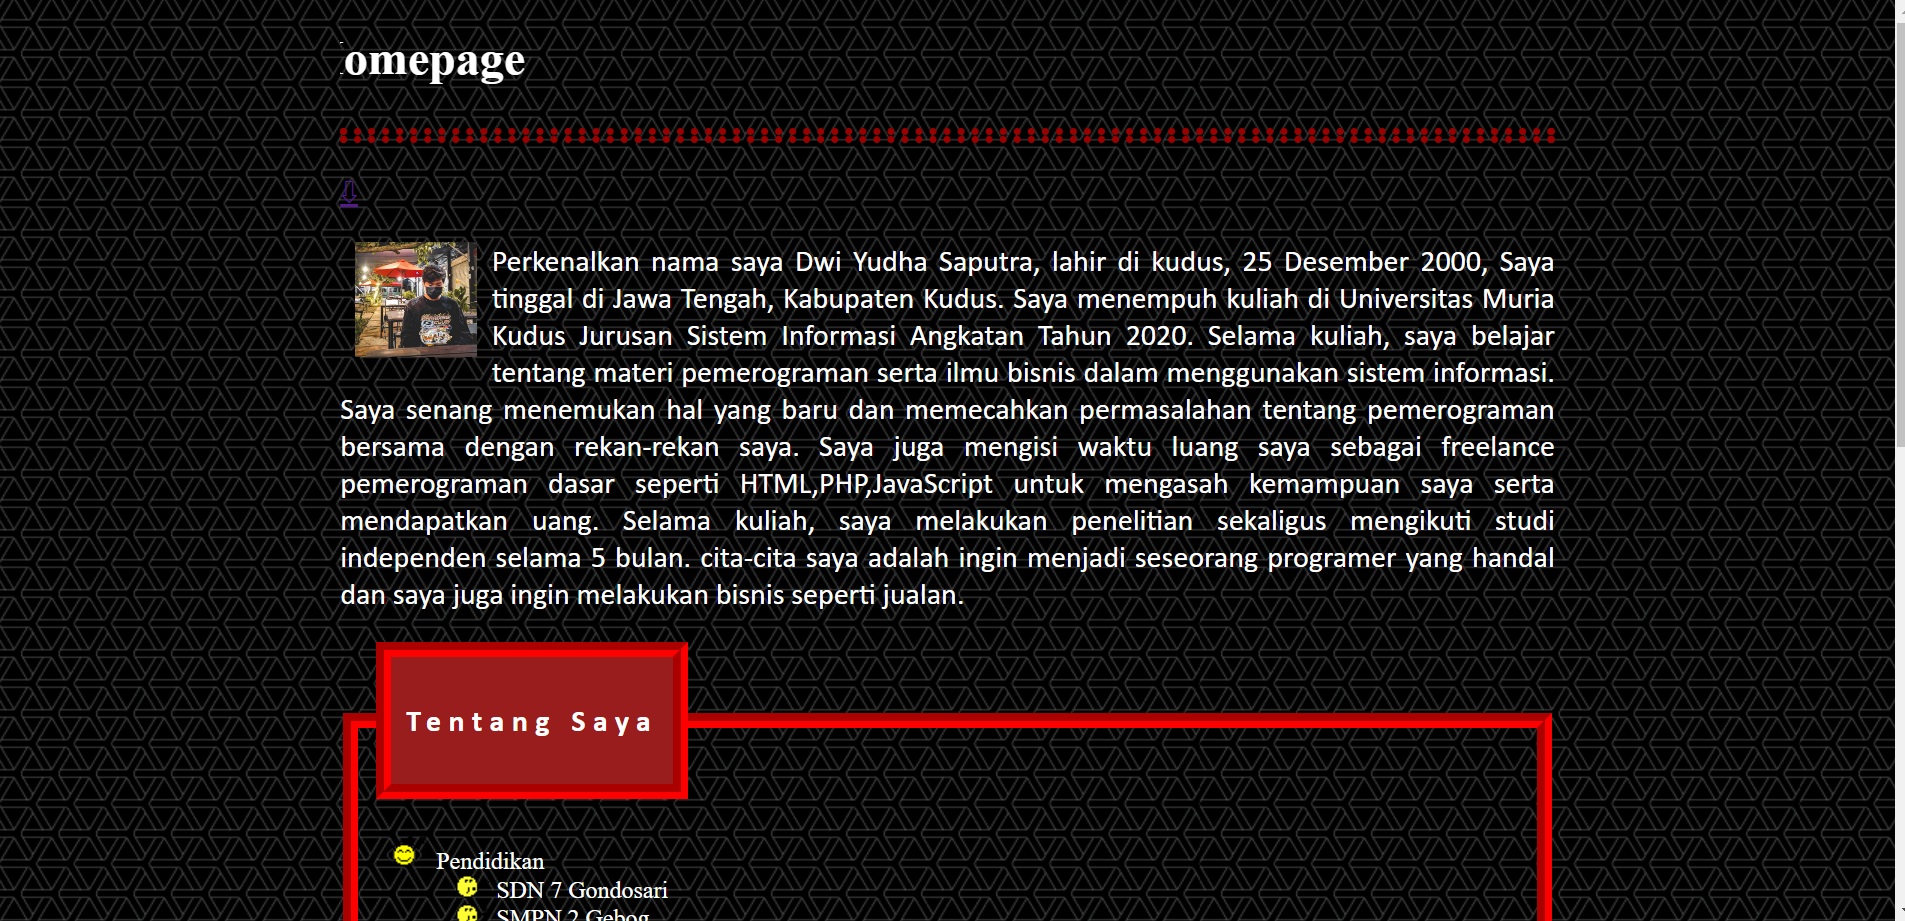 omepage
Perkenalkan nama saya Dwi Yudha Saputra, lahir di kudus, 25 Desember 2000, Saya
tinggal di Jawa Tengah, Kabupaten Kudus. Saya menempuh kuliah di Universitas Muria
Kudus Jurusan Sistem Informasi Angkatan Tahun 2020. Selama kuliah, saya belajar
tentang materi pemerograman serta ilmu bisnis dalam menggunakan sistem informasi.
Saya senang menemukan hal yang baru dan memecahkan permasalahan tentang pemerograman
bersama dengan rekan-rekan saya. Saya juga mengisi waktu luang saya sebagai freelance
pemerograman dasar seperti HTML,PHP,JavaScript untuk mengasah kemampuan saya serta
mendapatkan uang. Selama kuliah, saya melakukan penelitian sekaligus mengikuti studi
independen selama 5 bulan. cita-cita saya adalah ingin menjadi seseorang programer yang handal
dan saya juga ingin melakukan bisnis seperti jualan.
Tentang Saya
Pendidikan
SDN 7 Gondosari
SMPN 2 Gebog